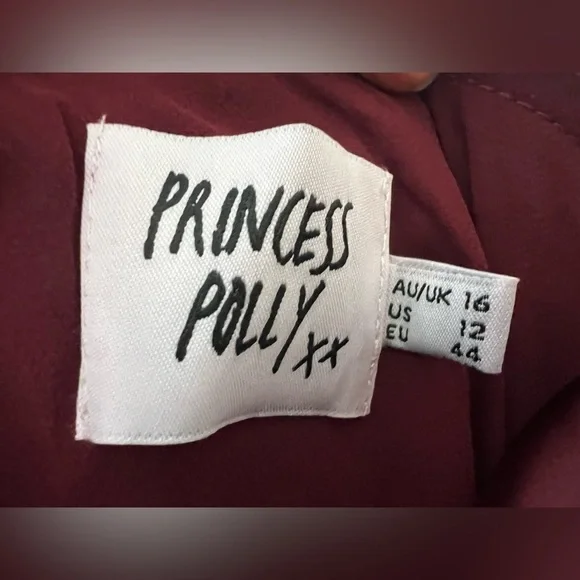 PRINCESS
POLLY xx
AU/UK 16
US 12
EU 44